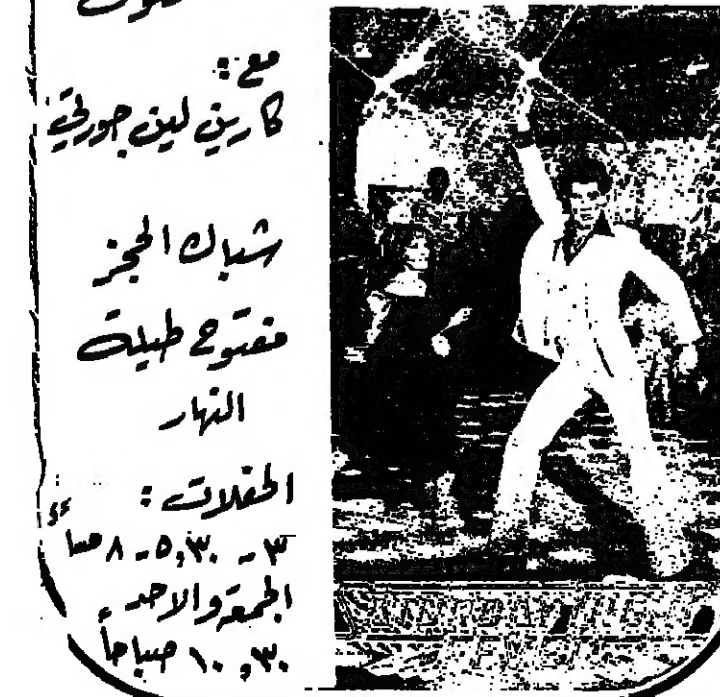 مع :
كارين لين جورني
شباك الحجز
مفتوح طيلة
النهار
الحفلات :
٣ - ٥,٣٠ - ٨ مساءً
الجمعة والاحد
١٠,٣٠ صباحاً